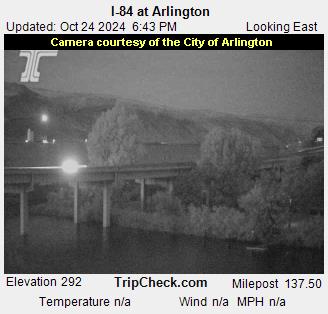 I-84 at Arlington
Updated: Oct 24 2024 6:43 PM Looking East
Camera courtesy of the City of Arlington
Elevation 292 TripCheck.com Milepost 137.50
Temperature n/a Wind n/a MPH n/a